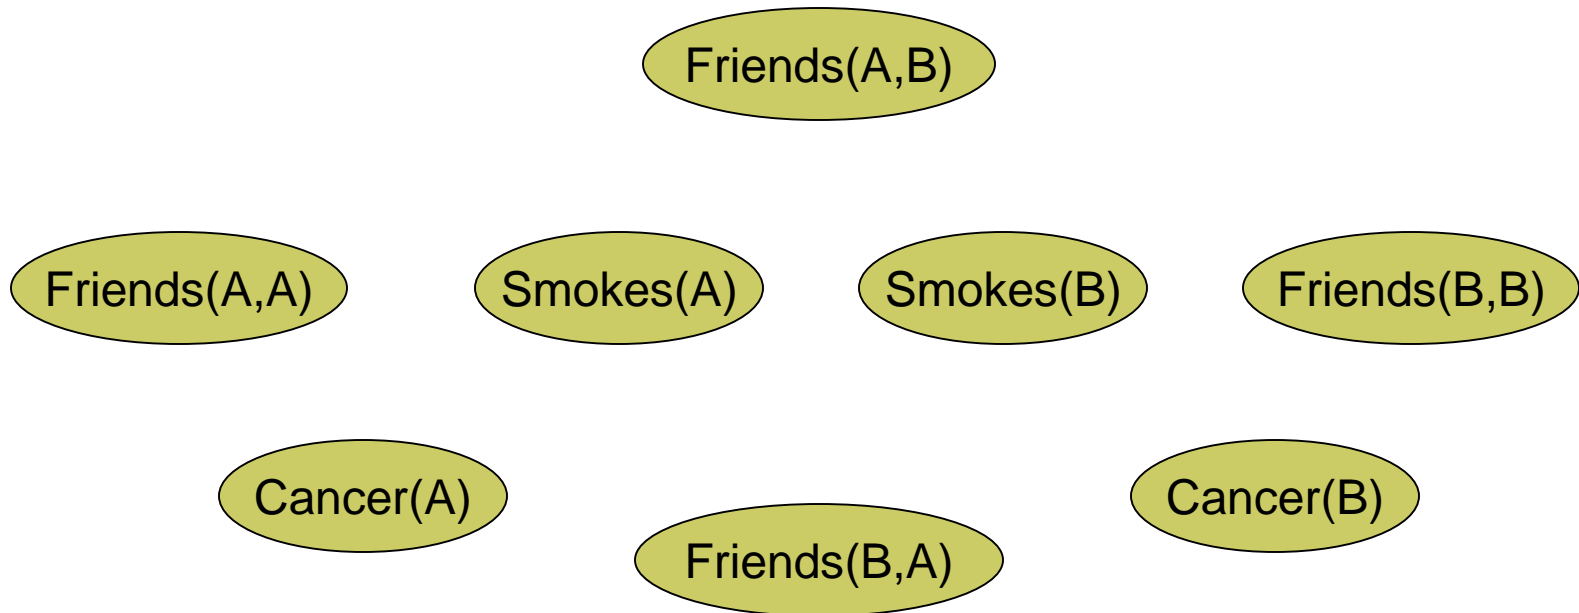 Friends(A,B)
Friends(A,A)
Smokes(A)
Smokes(B)
Friends(B,B)
Cancer(A)
Cancer(B)
Friends(B,A)